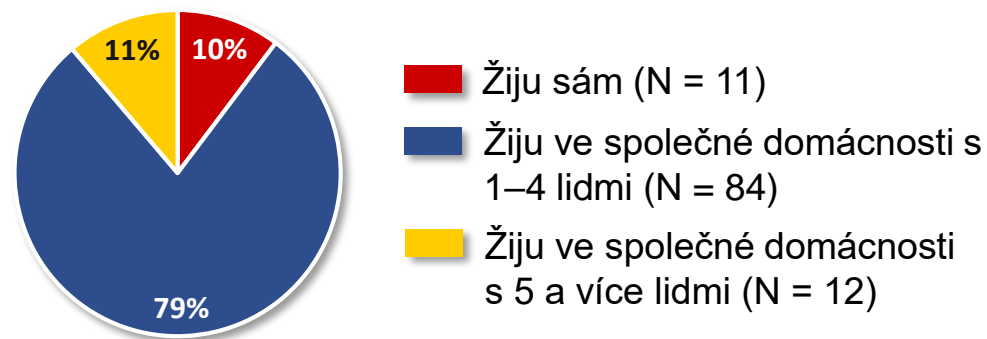 11%
10%
79%
Žiju sám (N = 11)
Žiju ve společné domácnosti s
1–4 lidmi (N = 84)
Žiju ve společné domácnosti
s 5 a více lidmi (N = 12)